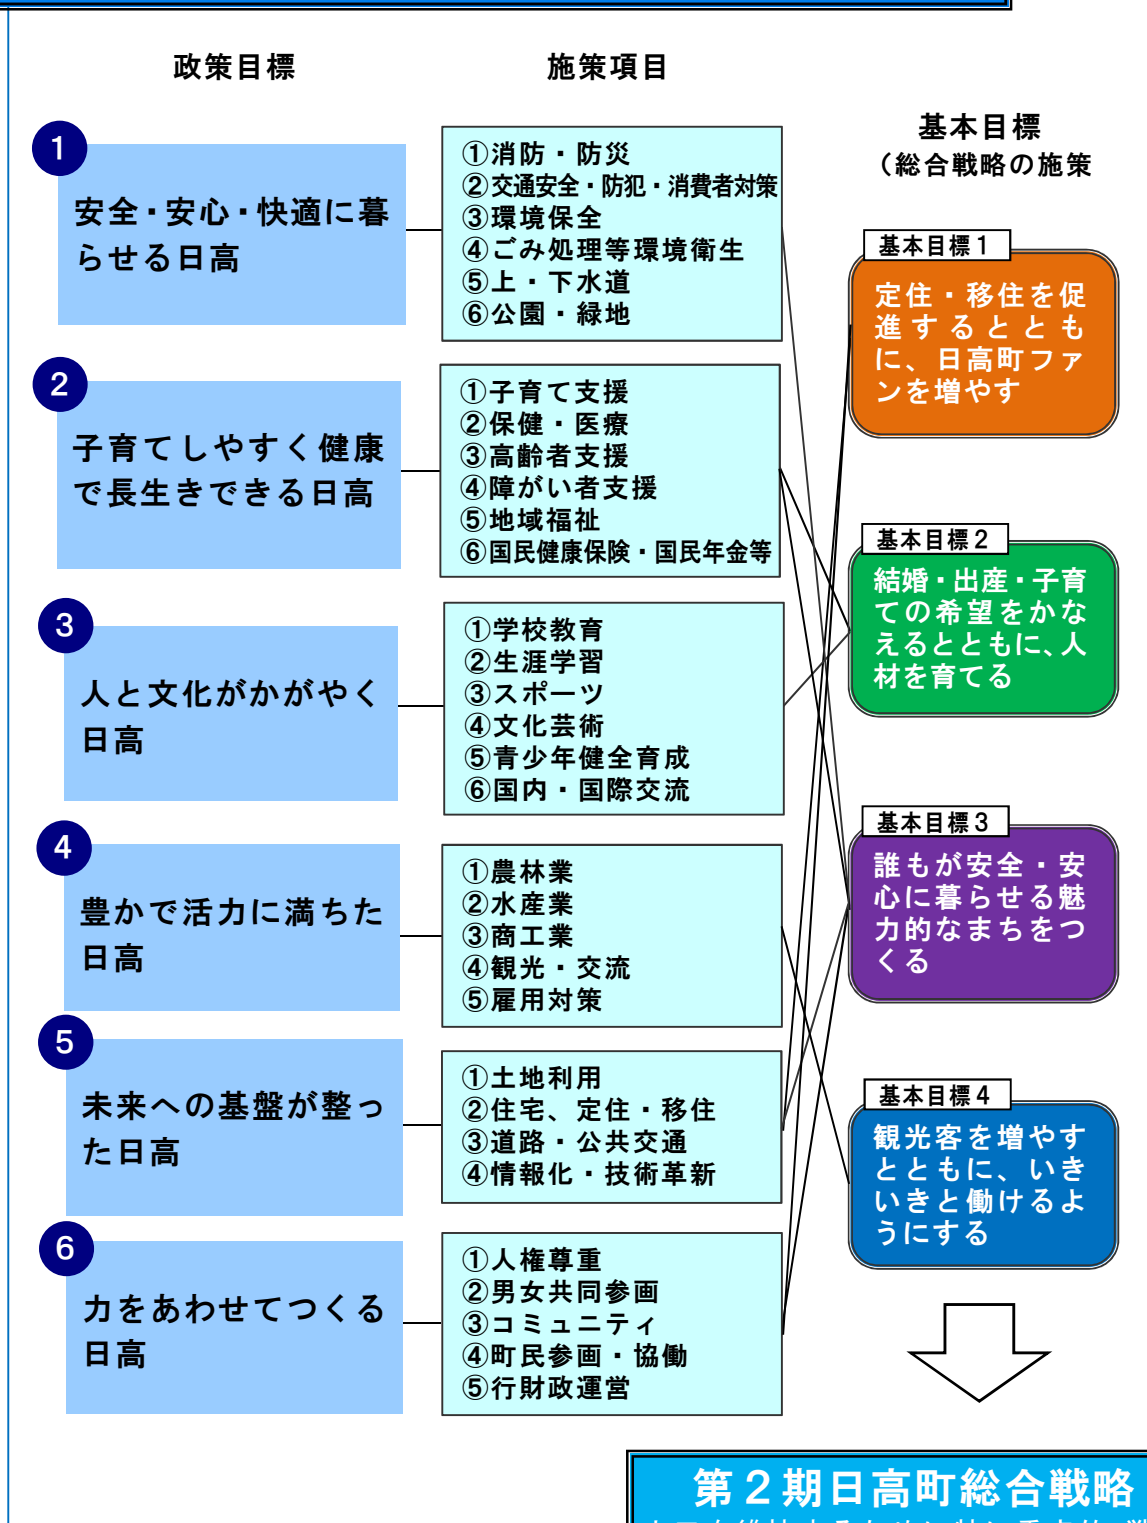 政策目標
施策項目
基本目標
（総合戦略の施策
1
安全・安心・快適に暮
らせる日高
①消防・防災
②交通安全・防犯・消費者対策
③環境保全
④ごみ処理等環境衛生
⑤上・下水道
⑥公園・緑地
2
子育てしやすく健康
で長生きできる日高
①子育て支援
②保健・医療
③高齢者支援
④障がい者支援
⑤地域福祉
⑥国民健康保険・国民年金等
3
人と文化がかがやく
日高
①学校教育
②生涯学習
③スポーツ
④文化芸術
⑤青少年健全育成
⑥国内・国際交流
4
豊かで活力に満ちた
日高
①農林業
②水産業
③商工業
④観光・交流
⑤雇用対策
5
未来への基盤が整っ
た日高
①土地利用
②住宅、定住・移住
③道路・公共交通
④情報化・技術革新
6
力をあわせてつくる
日高
①人権尊重
②男女共同参画
③コミュニティ
④町民参画・協働
⑤行財政運営
基本目標１
定住・移住を促
進するととも
に、日高町ファ
ンを増やす
基本目標２
結婚・出産・子育
ての希望をかな
えるとともに、人
材を育てる
基本目標３
誰もが安全・安
心に暮らせる魅
力的なまちをつ
くる
基本目標４
観光客を増やす
とともに、いき
いきと働けるよ
うにする
第２期日高町総合戦略